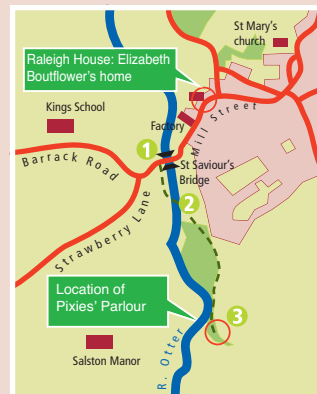 St Mary's
church
Raleigh House: Elizabeth
Boutflower's home
Kings School
Factory
Mill Street
1
Barrack Road
St Saviour's
Bridge
Strawberry Lane
2
Location of
Pixies' Parlour
3
Salston Manor
R. Otter